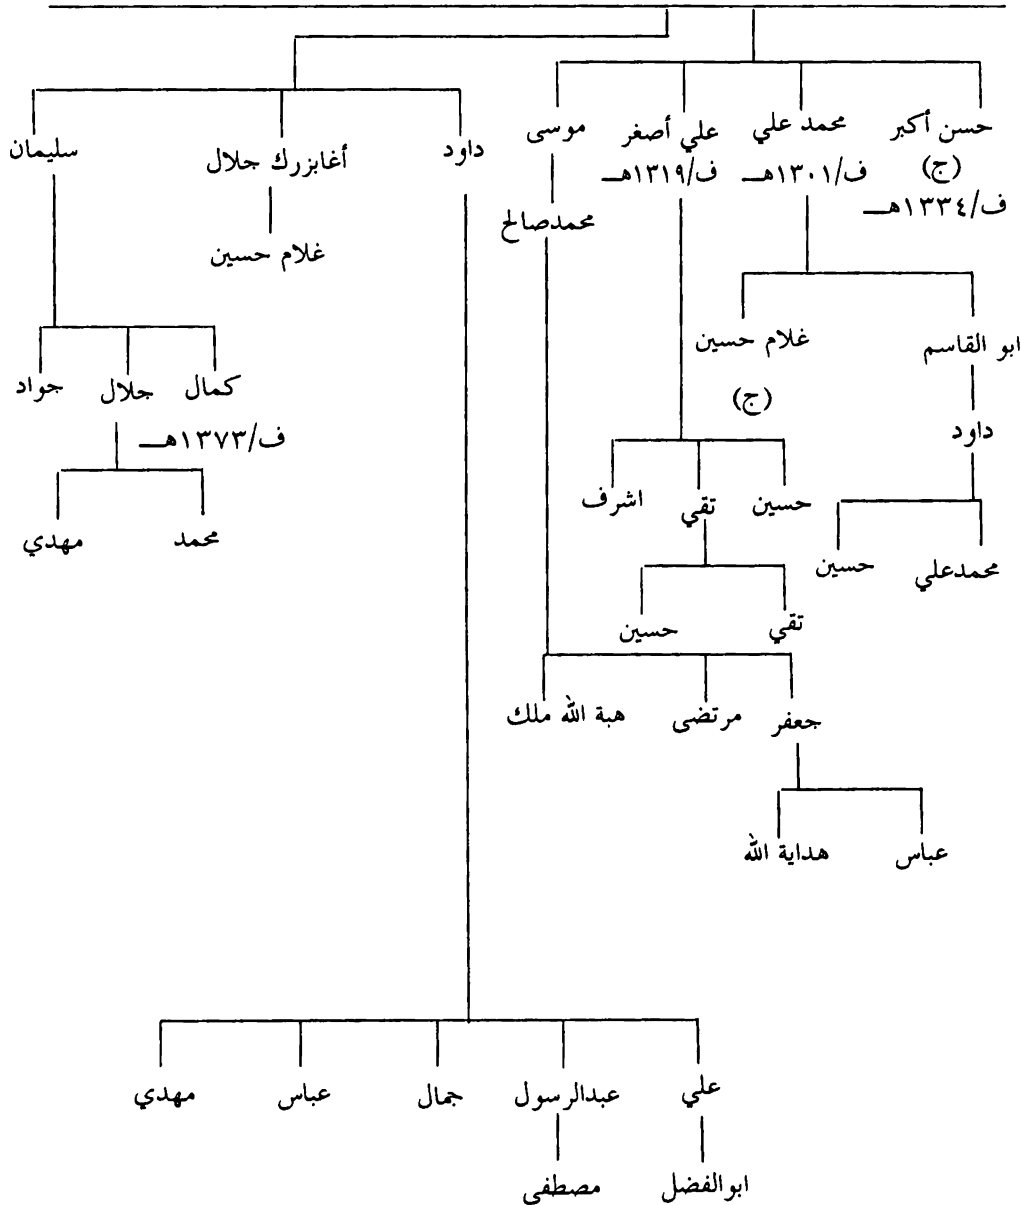 حسن أكبر
(ج)
ف/١٣٣٤هـ
محمد علي
ف/١٣٠١هـ
علي أصغر
ف/١٣١٩هـ
موسى
داود
أغابزرك جلال
سليمان
محمدصالح
غلام حسين
ابو القاسم
غلام حسين
(ج)
كمال
جلال
جواد
ف/١٣٧٣هـ
داود
حسين
تقي
اشرف
محمد
مهدي
محمدعلي
حسين
تقي
حسين
جعفر
مرتضى
هبة الله ملك
عباس
هداية الله
علي
عبدالرسول
جمال
عباس
مهدي
ابوالفضل
مصطفى